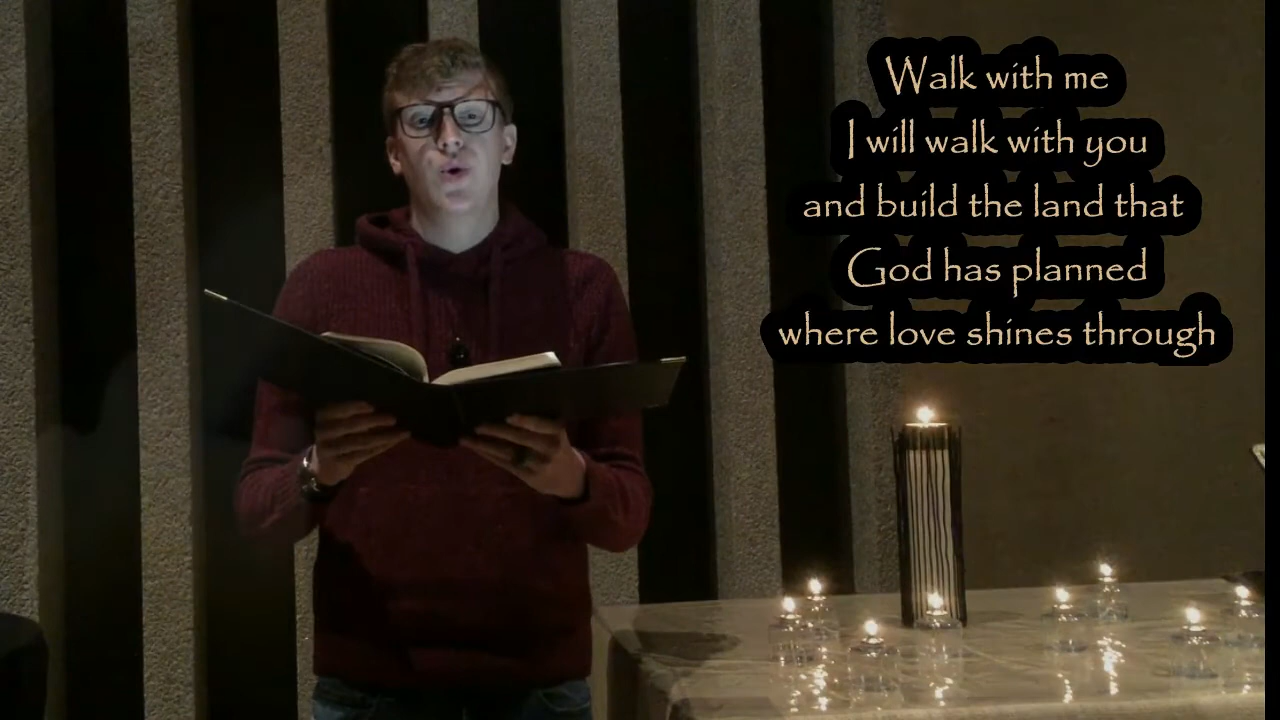 Walk with me
I will walk with you
and build the land that
God has planned
where love shines through